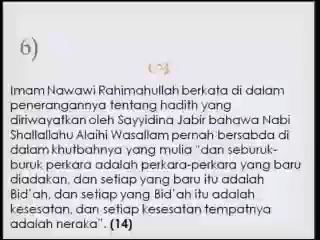 6)
Imam Nawawi Rahimahullah berkata di dalam
penerangannya tentang hadith yang
diriwayatkan oleh Sayyidina Jabir bahawa Nabi
Shallallahu Alaihi Wasallam pernah bersabda di
dalam khutbahnya yang mulia "dan seburuk-
buruk perkara adalah perkara-perkara yang baru
diadakan, dan setiap yang baru itu adalah
Bid'ah, dan setiap yang Bid'ah itu adalah
kesesatan, dan setiap kesesatan tempatnya
adalah neraka". (14)